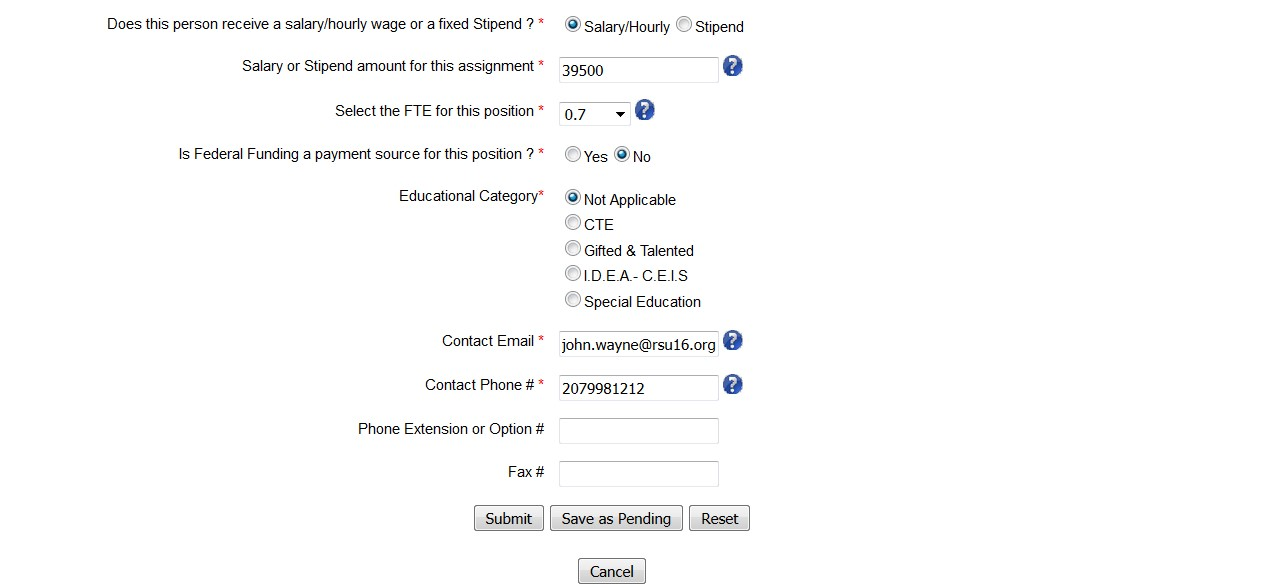 Does this person receive a salary/hourly wage or a fixed Stipend ? * Salary/Hourly Stipend
Salary or Stipend amount for this assignment * 39500 ?
Select the FTE for this position * 0.7 ?
Is Federal Funding a payment source for this position ? * Yes No
Educational Category* Not Applicable
CTE
Gifted & Talented
I.D.E.A.- C.E.I.S
Special Education
Contact Email * john.wayne@rsu16.org ?
Contact Phone # * 2079981212 ?
Phone Extension or Option #
Fax #
Submit Save as Pending Reset
Cancel